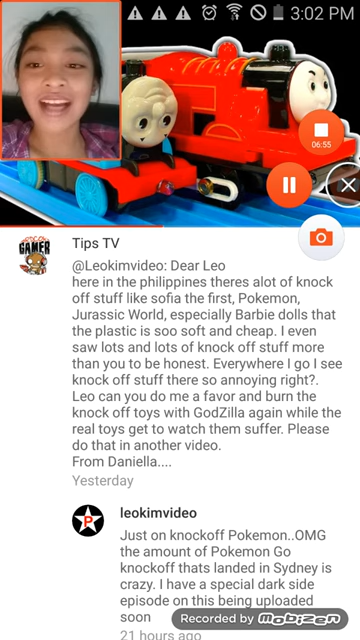 3:02 PM
06:55
GAMER
Tips TV
@Leokimvideo: Dear Leo
here in the philippines theres alot of knock
off stuff like sofia the first, Pokemon,
Jurassic World, especially Barbie dolls that
the plastic is soo soft and cheap. I even
saw lots and lots of knock off stuff more
than you to be honest. Everywhere I go I see
knock off stuff there so annoying right?.
Leo can you do me a favor and burn the
knock off toys with GodZilla again while the
real toys get to watch them suffer. Please
do that in another video.
From Daniella....
Yesterday
P
leokimvideo
Just on knockoff Pokemon..OMG
the amount of Pokemon Go
knockoff thats landed in Sydney is
crazy. I have a special dark side
episode on this being uploaded
soon
Recorded by mobizen
21 hours ago